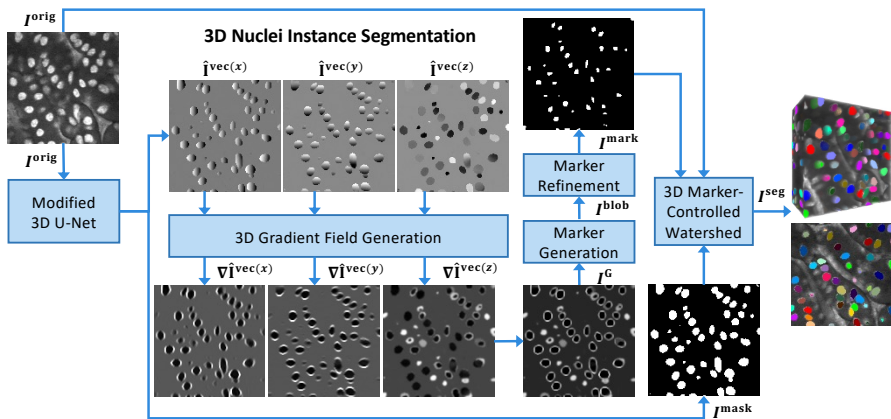 I^orig
3D Nuclei Instance Segmentation
Î^vec(x)
Î^vec(y)
Î^vec(z)
I^orig
Modified
3D U-Net
3D Gradient Field Generation
∇Î^vec(x)
∇Î^vec(y)
∇Î^vec(z)
I^mark
Marker
Refinement
I^blob
Marker
Generation
I^G
3D Marker-
Controlled
Watershed
I^seg
I^mask